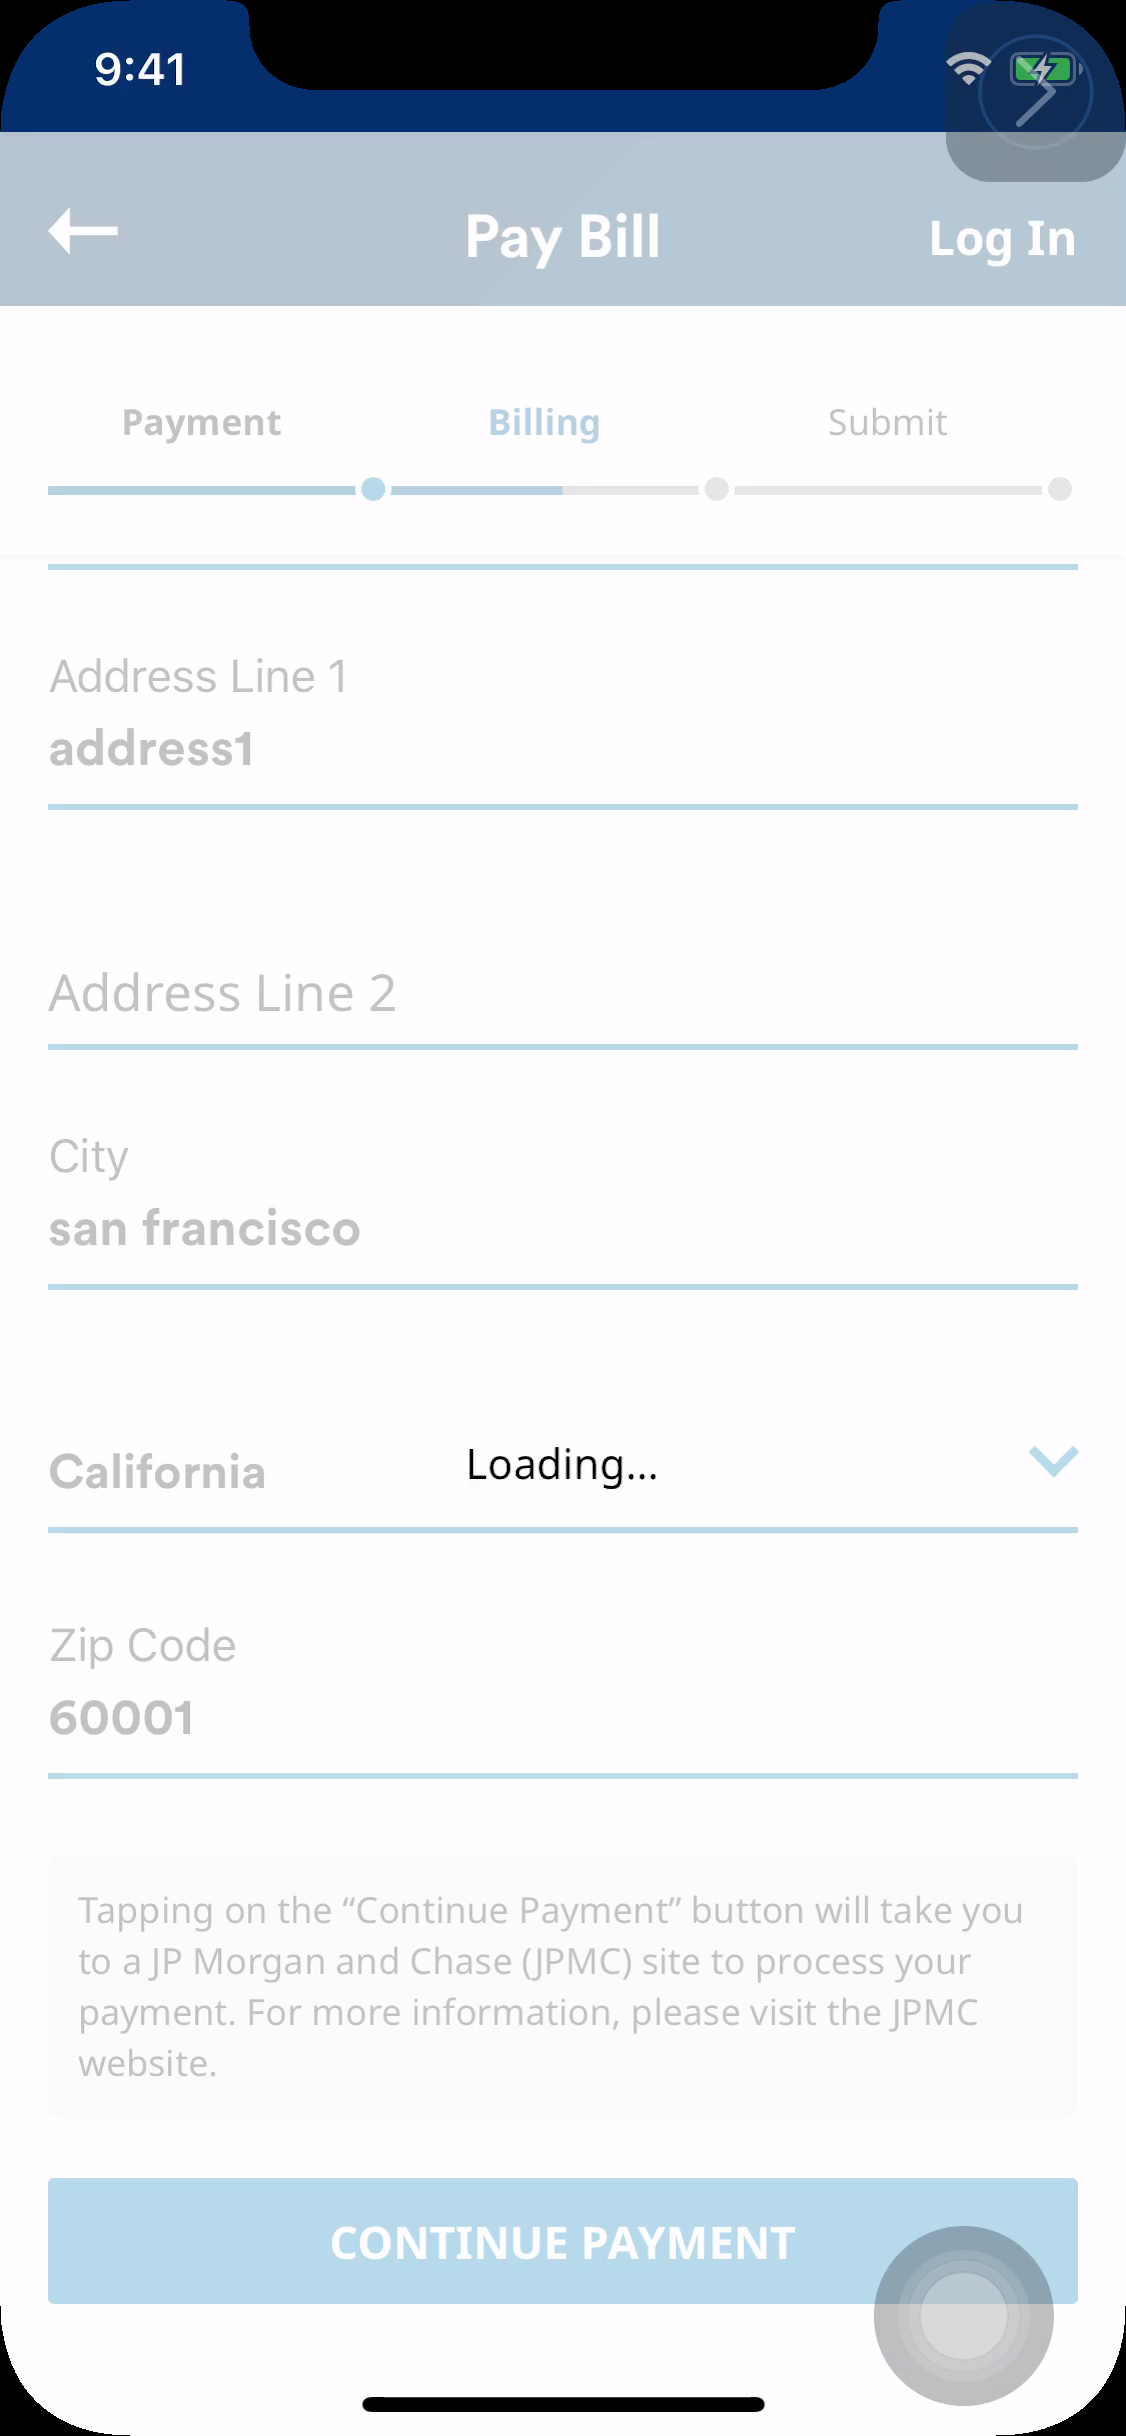 9:41
Pay Bill
Log In
Payment
Billing
Submit
Address Line 1
address1
Address Line 2
City
san francisco
California
Loading...
Zip Code
60001
Tapping on the “Continue Payment” button will take you
to a JP Morgan and Chase (JPMC) site to process your
payment. For more information, please visit the JPMC
website.
CONTINUE PAYMENT